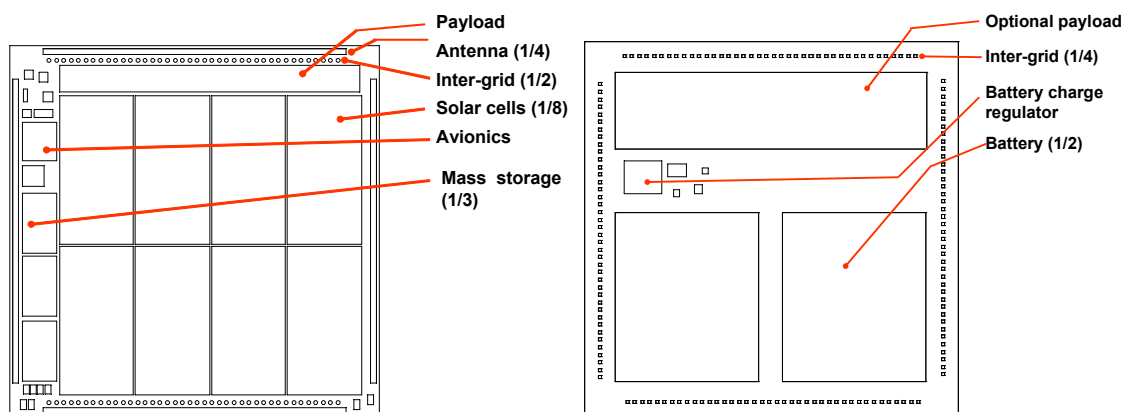 Payload
Antenna (1/4)
Inter-grid (1/2)
Solar cells (1/8)
Avionics
Mass storage
(1/3)
Optional payload
Inter-grid (1/4)
Battery charge
regulator
Battery (1/2)